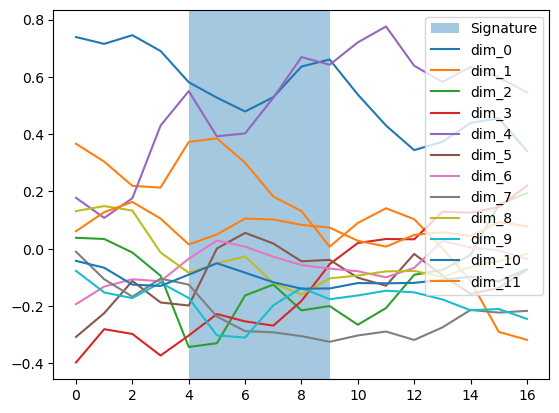 0.8
0.6
0.4
0.2
0.0
−0.2
−0.4
0 2 4 6 8 10 12 14 16
Signature
dim_0
dim_1
dim_2
dim_3
dim_4
dim_5
dim_6
dim_7
dim_8
dim_9
dim_10
dim_11